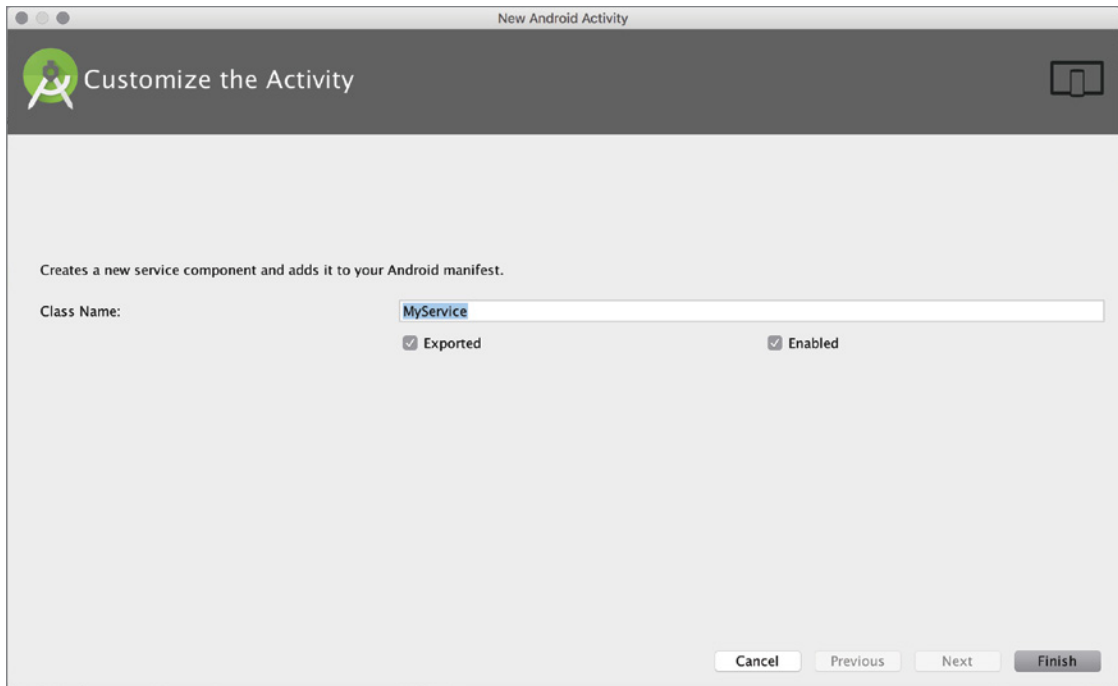 New Android Activity
Customize the Activity
Creates a new service component and adds it to your Android manifest.
Class Name: MyService
Exported Enabled
Cancel Previous Next Finish